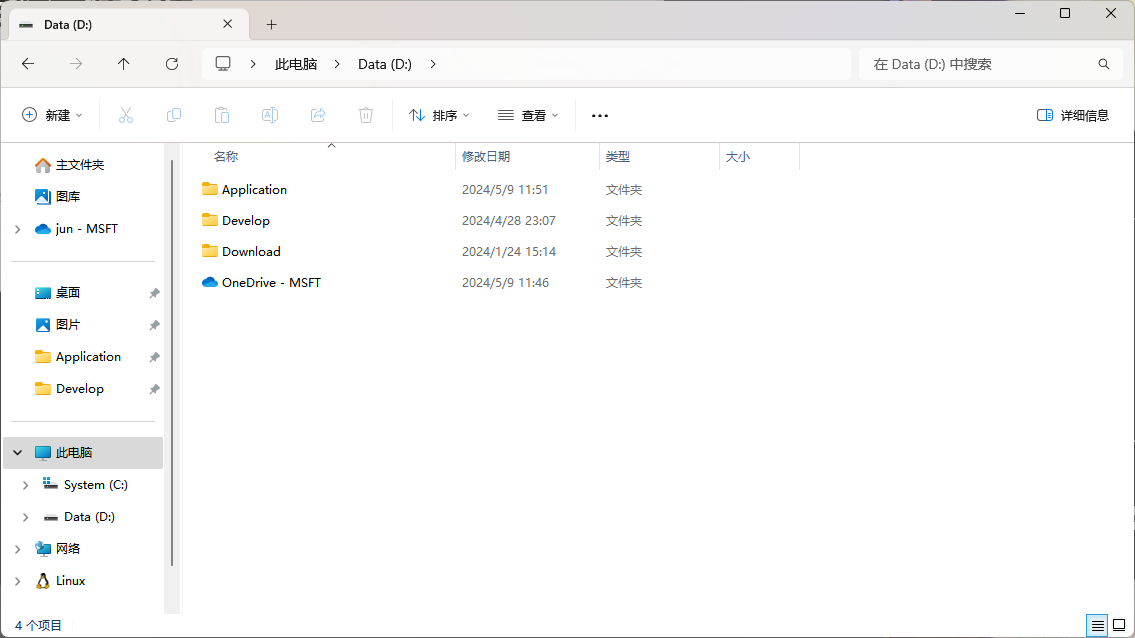 Data (D:)
此电脑 Data (D:)
在 Data (D:) 中搜索
新建 排序 查看 详细信息
主文件夹
图库
jun - MSFT
桌面
图片
Application
Develop
此电脑
System (C:)
Data (D:)
网络
Linux
名称 修改日期 类型 大小
Application 2024/5/9 11:51 文件夹
Develop 2024/4/28 23:07 文件夹
Download 2024/1/24 15:14 文件夹
OneDrive - MSFT 2024/5/9 11:46 文件夹
4 个项目